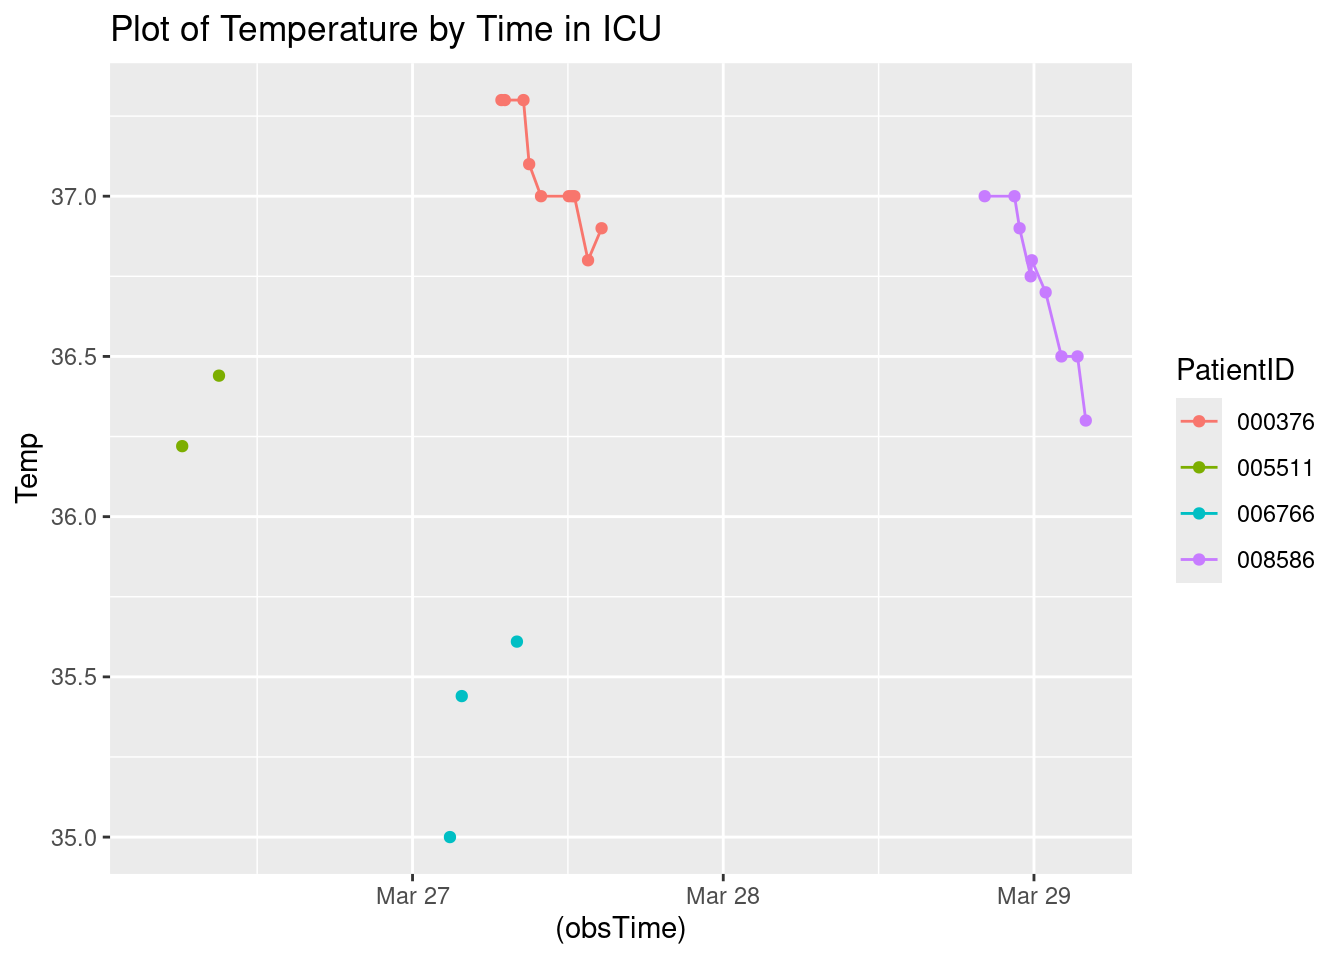 Plot of Temperature by Time in ICU
37.0
36.5
36.0
35.5
35.0
Temp
Mar 27
Mar 28
Mar 29
(obsTime)
PatientID
000376
005511
006766
008586